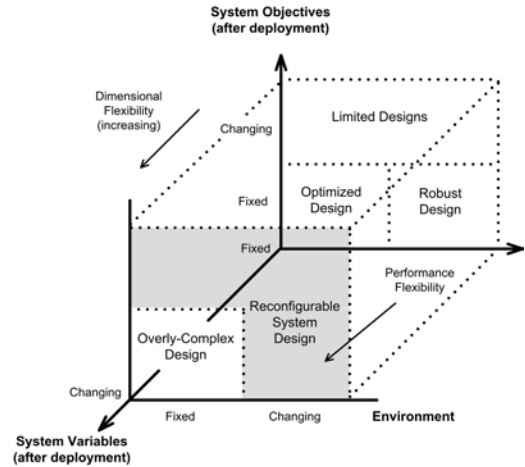 System Objectives
(after deployment)
Dimensional
Flexibility
(increasing)
Changing
Limited Designs
Fixed
Optimized
Design
Robust
Design
Fixed
Performance
Flexibility
Reconfigurable
System
Design
Overly-Complex
Design
Changing
Fixed
Changing
Environment
System Variables
(after deployment)